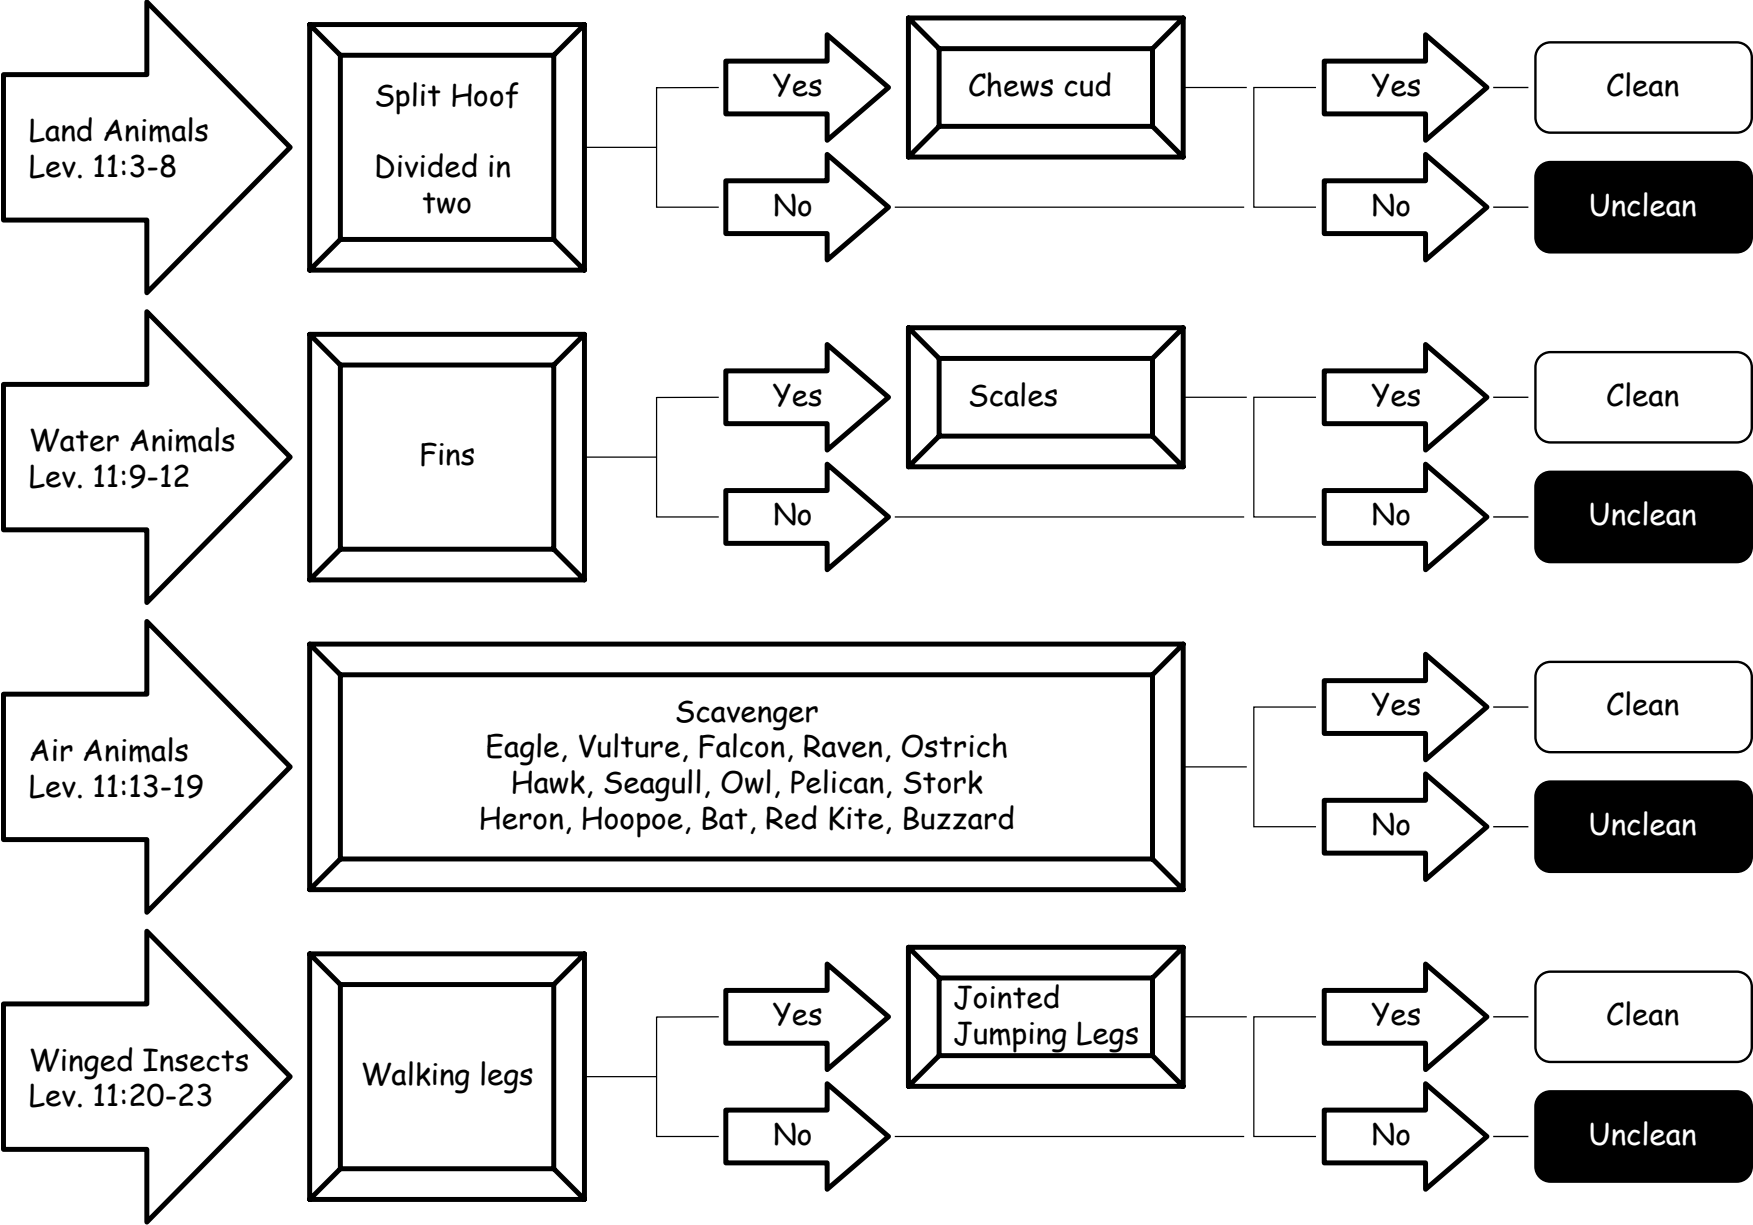 Land Animals
Lev. 11:3-8
Split Hoof
Divided in
two
Yes
No
Chews cud
Yes
No
Clean
Unclean
Water Animals
Lev. 11:9-12
Fins
Yes
No
Scales
Yes
No
Clean
Unclean
Air Animals
Lev. 11:13-19
Scavenger
Eagle, Vulture, Falcon, Raven, Ostrich
Hawk, Seagull, Owl, Pelican, Stork
Heron, Hoopoe, Bat, Red Kite, Buzzard
Yes
No
Clean
Unclean
Winged Insects
Lev. 11:20-23
Walking legs
Yes
No
Jointed
Jumping Legs
Yes
No
Clean
Unclean